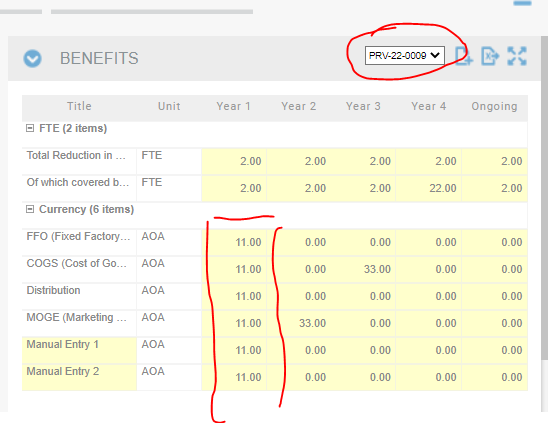 BENEFITS PRV-22-0009
Title Unit Year 1 Year 2 Year 3 Year 4 Ongoing
FTE (2 items)
Total Reduction in ... FTE 2.00 2.00 2.00 2.00 2.00
Of which covered b... FTE 2.00 2.00 2.00 22.00 2.00
Currency (6 items)
FFO (Fixed Factory... AOA 11.00 0.00 0.00 0.00 0.00
COGS (Cost of Go... AOA 11.00 0.00 33.00 0.00 0.00
Distribution AOA 11.00 0.00 0.00 0.00 0.00
MOGE (Marketing ... AOA 11.00 33.00 0.00 0.00 0.00
Manual Entry 1 AOA 11.00 0.00 0.00 0.00 0.00
Manual Entry 2 AOA 11.00 0.00 0.00 0.00 0.00